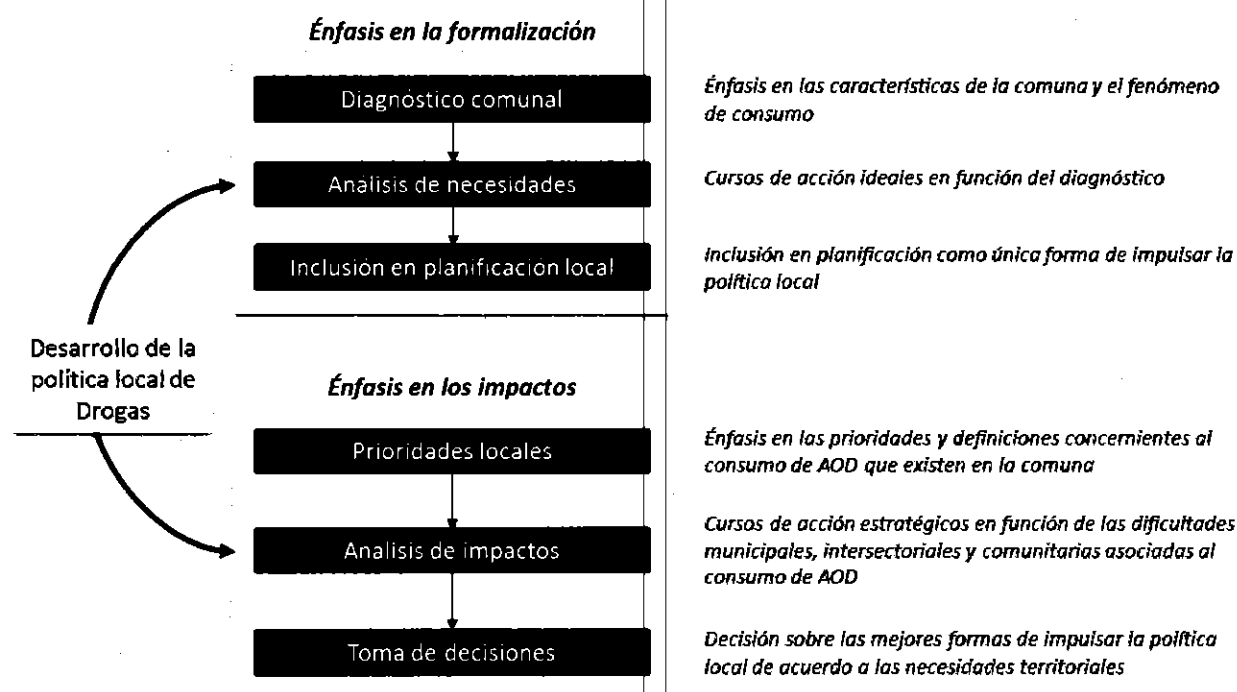 Énfasis en la formalización
Diagnóstico comunal
Énfasis en las características de la comuna y el fenómeno
de consumo
Análisis de necesidades
Cursos de acción ideales en función del diagnóstico
Inclusión en planificación local
Inclusión en planificación como única forma de impulsar la
política local
Desarrollo de la
política local de
Drogas
Énfasis en los impactos
Prioridades locales
Énfasis en las prioridades y definiciones concernientes al
consumo de AOD que existen en la comuna
Analisis de impactos
Cursos de acción estratégicos en función de las dificultades
municipales, intersectoriales y comunitarias asociadas al
consumo de AOD
Toma de decisiones
Decisión sobre las mejores formas de impulsar la política
local de acuerdo a las necesidades territoriales